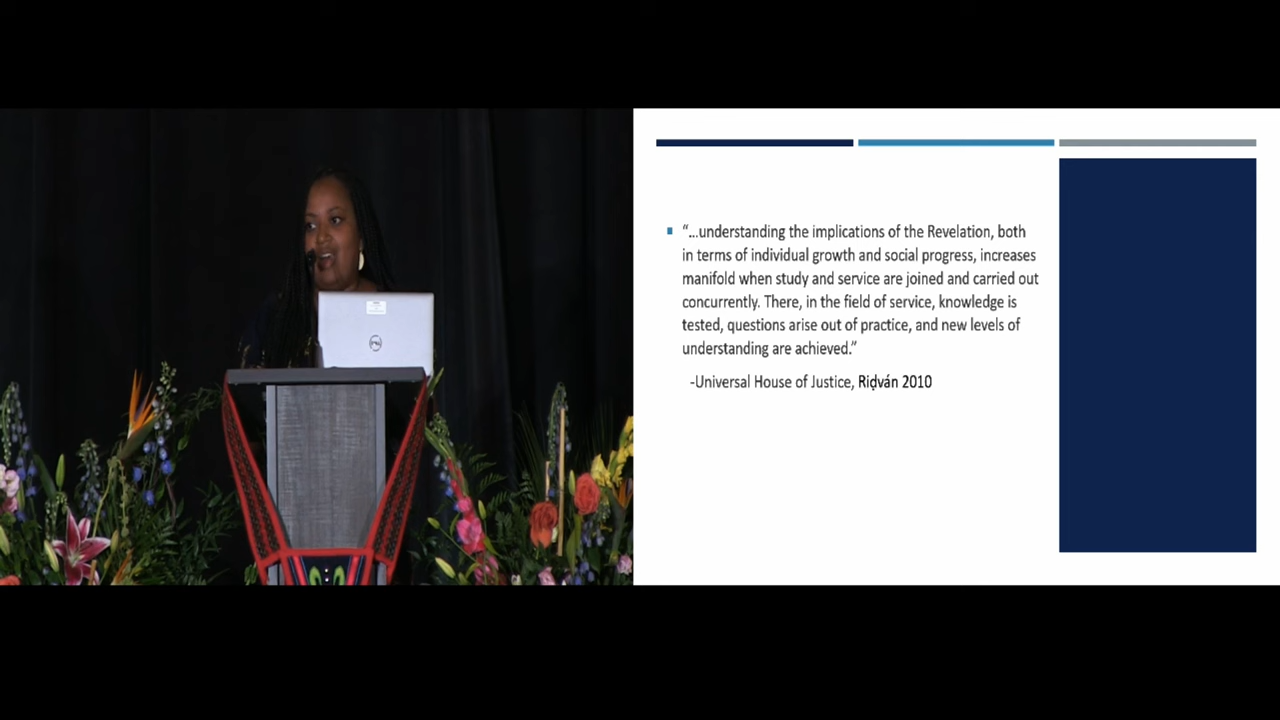 “...understanding the implications of the Revelation, both
in terms of individual growth and social progress, increases
manifold when study and service are joined and carried out
concurrently. There, in the field of service, knowledge is
tested, questions arise out of practice, and new levels of
understanding are achieved.”
-Universal House of Justice, Riḍván 2010
DELL